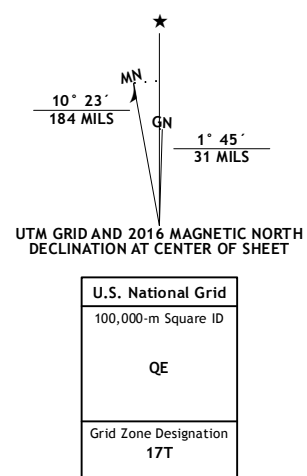 ★
MN
GN
10° 23´
184 MILS
1° 45´
31 MILS
UTM GRID AND 2016 MAGNETIC NORTH
DECLINATION AT CENTER OF SHEET
U.S. National Grid
100,000-m Square ID
QE
Grid Zone Designation
17T